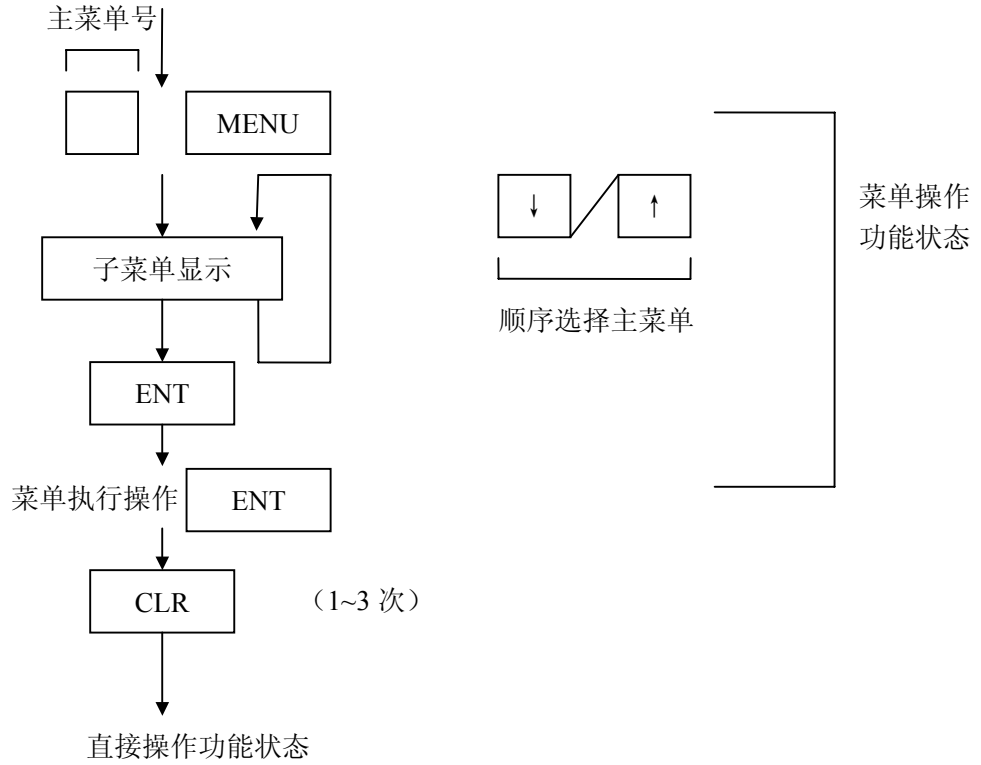 主菜单号
MENU
↓ ↑
菜单操作
功能状态
子菜单显示
顺序选择主菜单
ENT
菜单执行操作 ENT
CLR （1~3 次）
直接操作功能状态